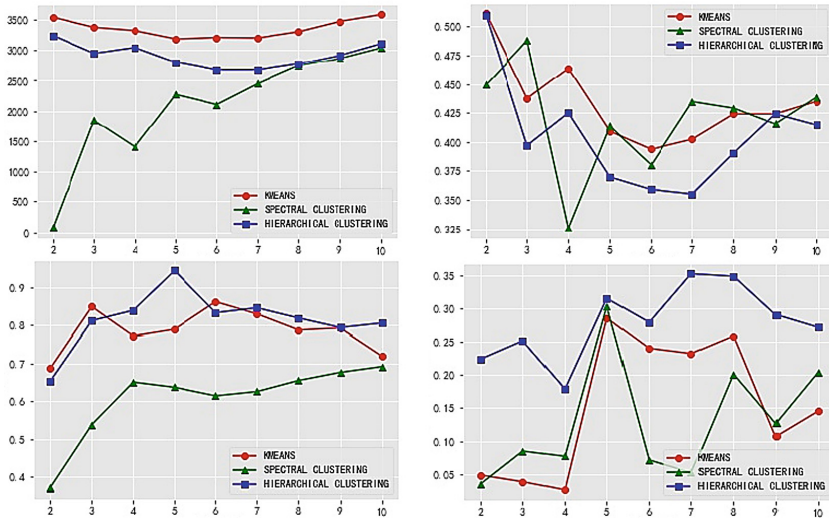 3500
3000
2500
2000
1500
1000
500
0
KMEANS
SPECTRAL CLUSTERING
HIERARCHICAL CLUSTERING
2 3 4 5 6 7 8 9 10
0.500
0.475
0.450
0.425
0.400
0.375
0.350
0.325
KMEANS
SPECTRAL CLUSTERING
HIERARCHICAL CLUSTERING
2 3 4 5 6 7 8 9 10
0.9
0.8
0.7
0.6
0.5
0.4
KMEANS
SPECTRAL CLUSTERING
HIERARCHICAL CLUSTERING
2 3 4 5 6 7 8 9 10
0.35
0.30
0.25
0.20
0.15
0.10
0.05
KMEANS
SPECTRAL CLUSTERING
HIERARCHICAL CLUSTERING
2 3 4 5 6 7 8 9 10